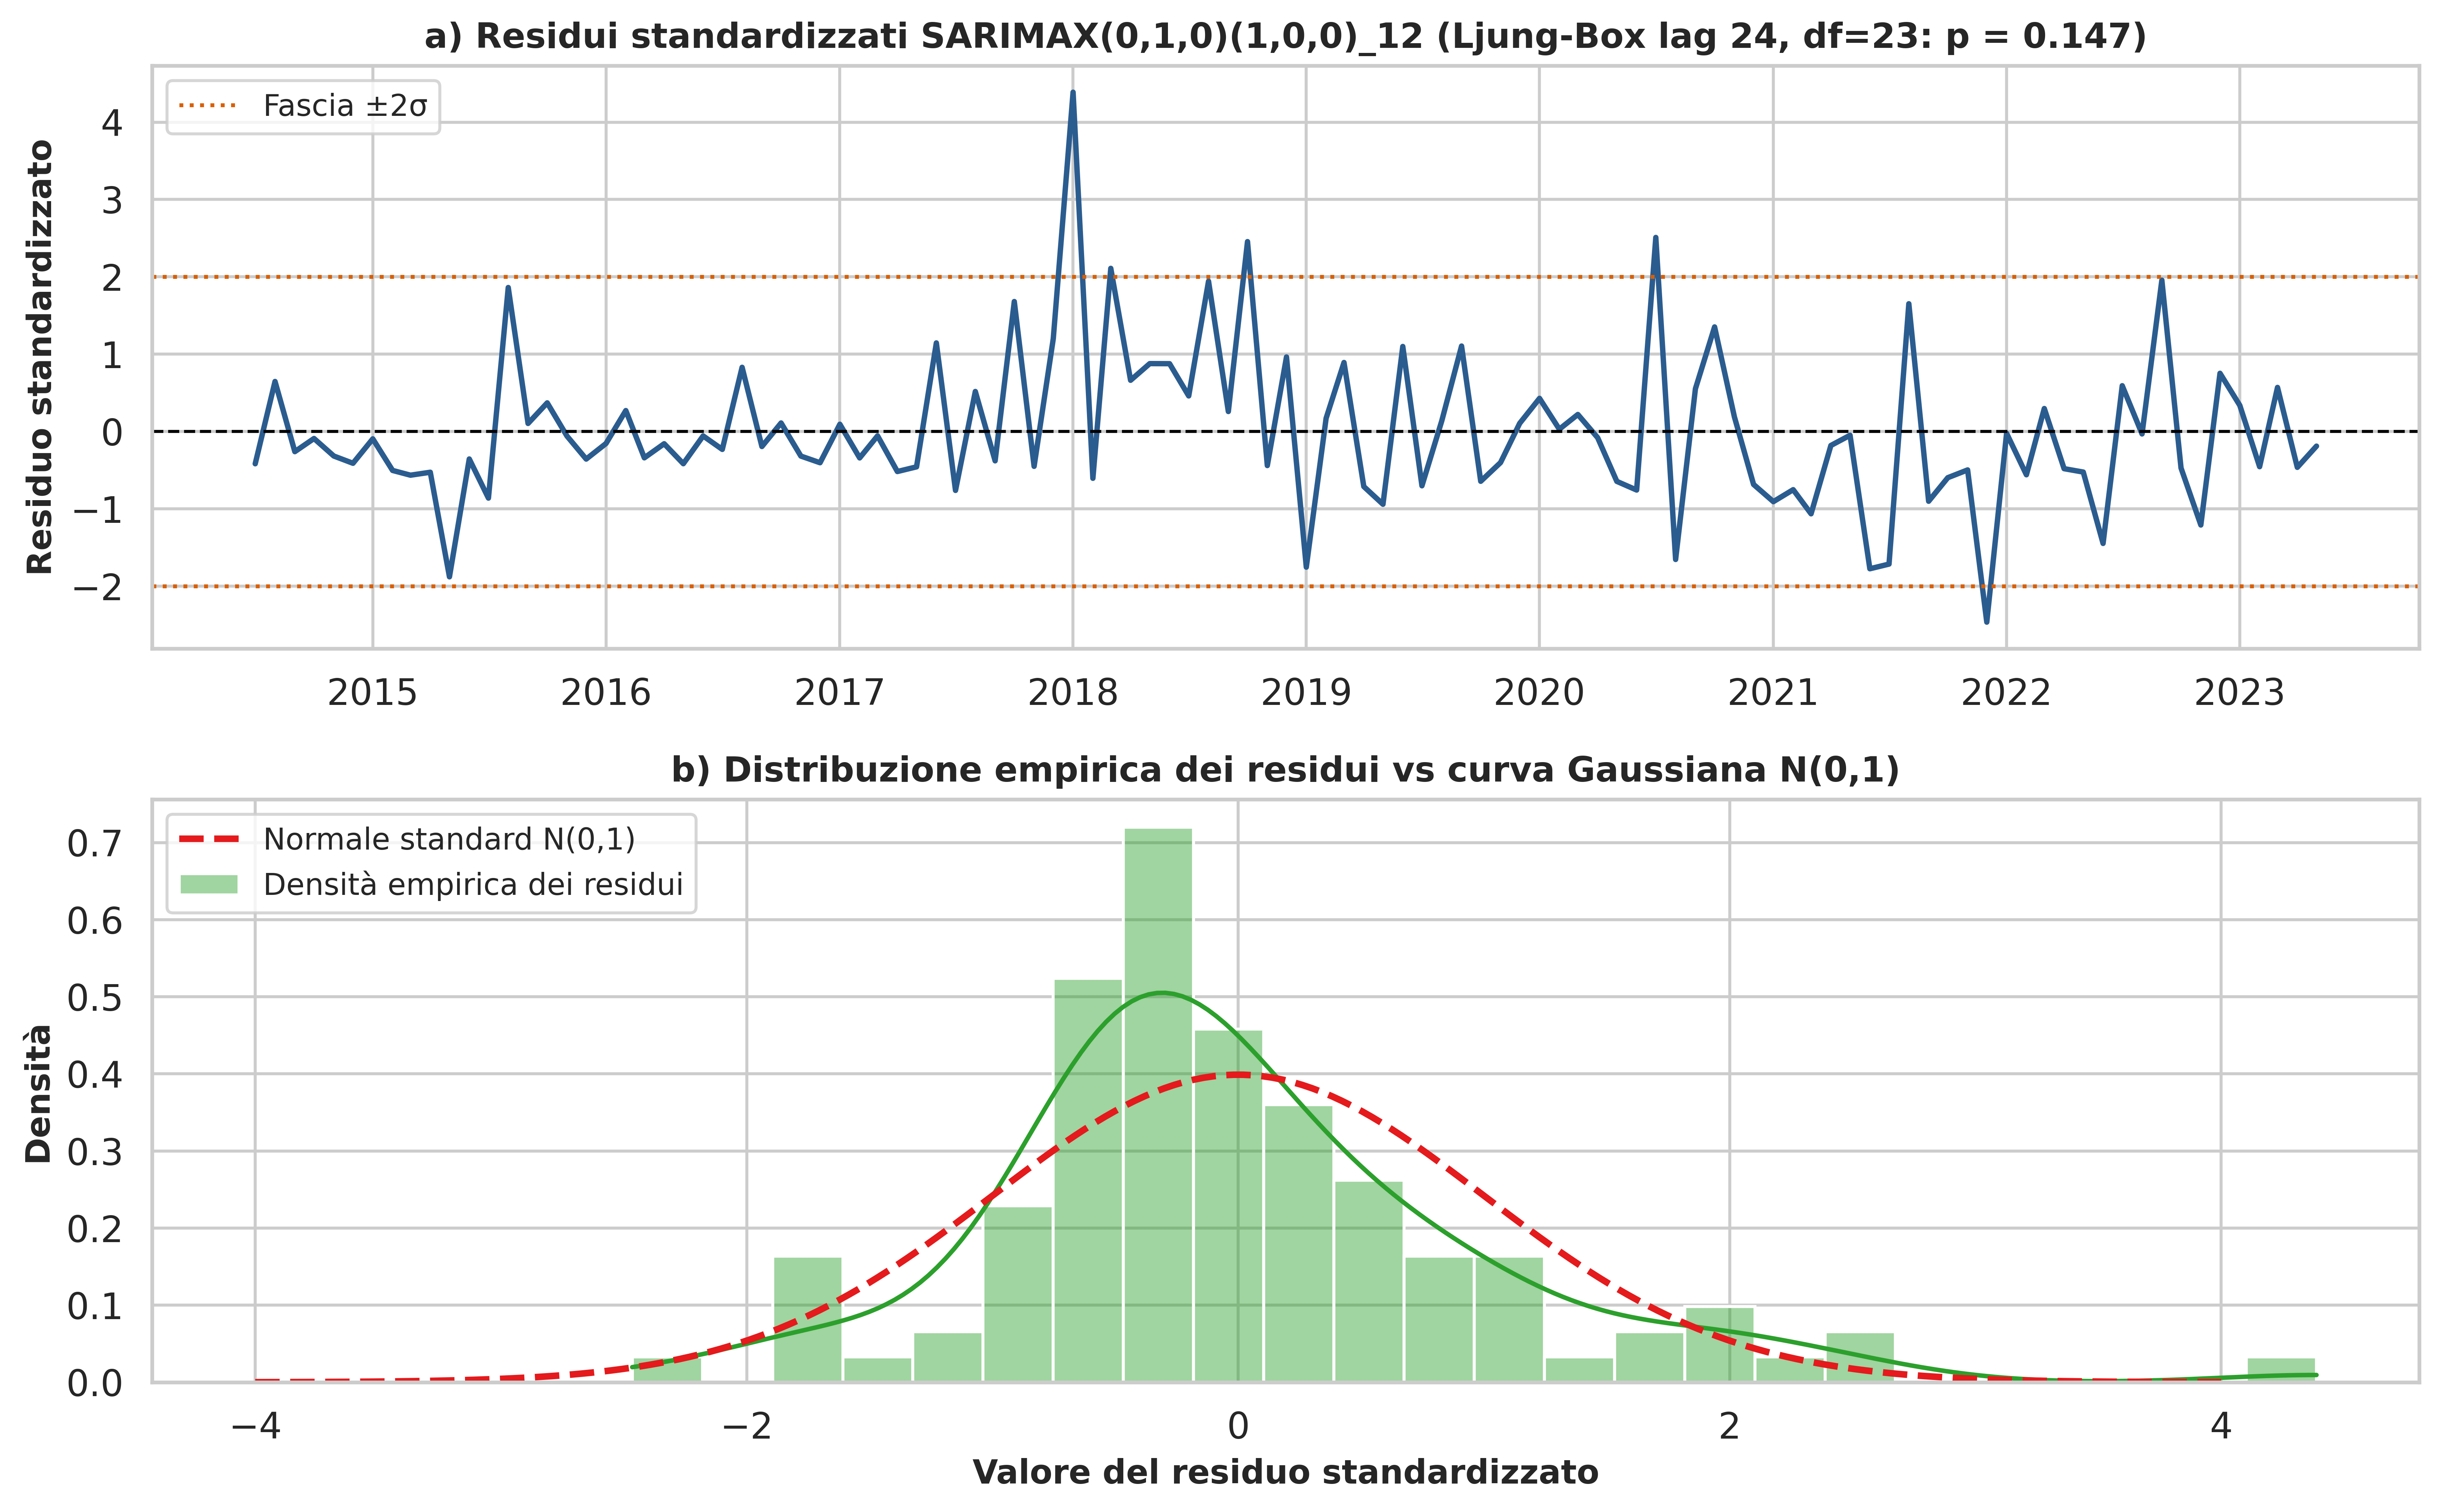 a) Residui standardizzati SARIMAX(0,1,0)(1,0,0)_12 (Ljung-Box lag 24, df=23: p = 0.147)
Fascia ±2σ
Residuo standardizzato
4
3
2
1
0
−1
−2
2015 2016 2017 2018 2019 2020 2021 2022 2023
b) Distribuzione empirica dei residui vs curva Gaussiana N(0,1)
Normale standard N(0,1)
Densità empirica dei residui
Densità
0.7
0.6
0.5
0.4
0.3
0.2
0.1
0.0
−4 −2 0 2 4
Valore del residuo standardizzato